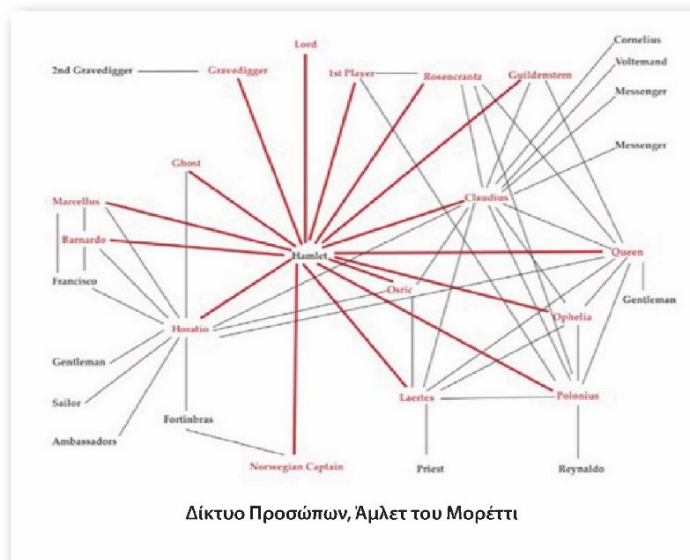 Cornelius
Lord
Voltemand
2nd Gravedigger
Gravedigger
1st Player
Rosencrantz
Guildenstern
Messenger
Messenger
Ghost
Claudius
Marcellus
Barnardo
Hamlet
Queen
Francisco
Osric
Gentleman
Ophelia
Horatio
Gentleman
Laertes
Polonius
Sailor
Fortinbras
Ambassadors
Norwegian Captain
Priest
Reynaldo
Δίκτυο Προσώπων, Άμλετ του Μορέττι